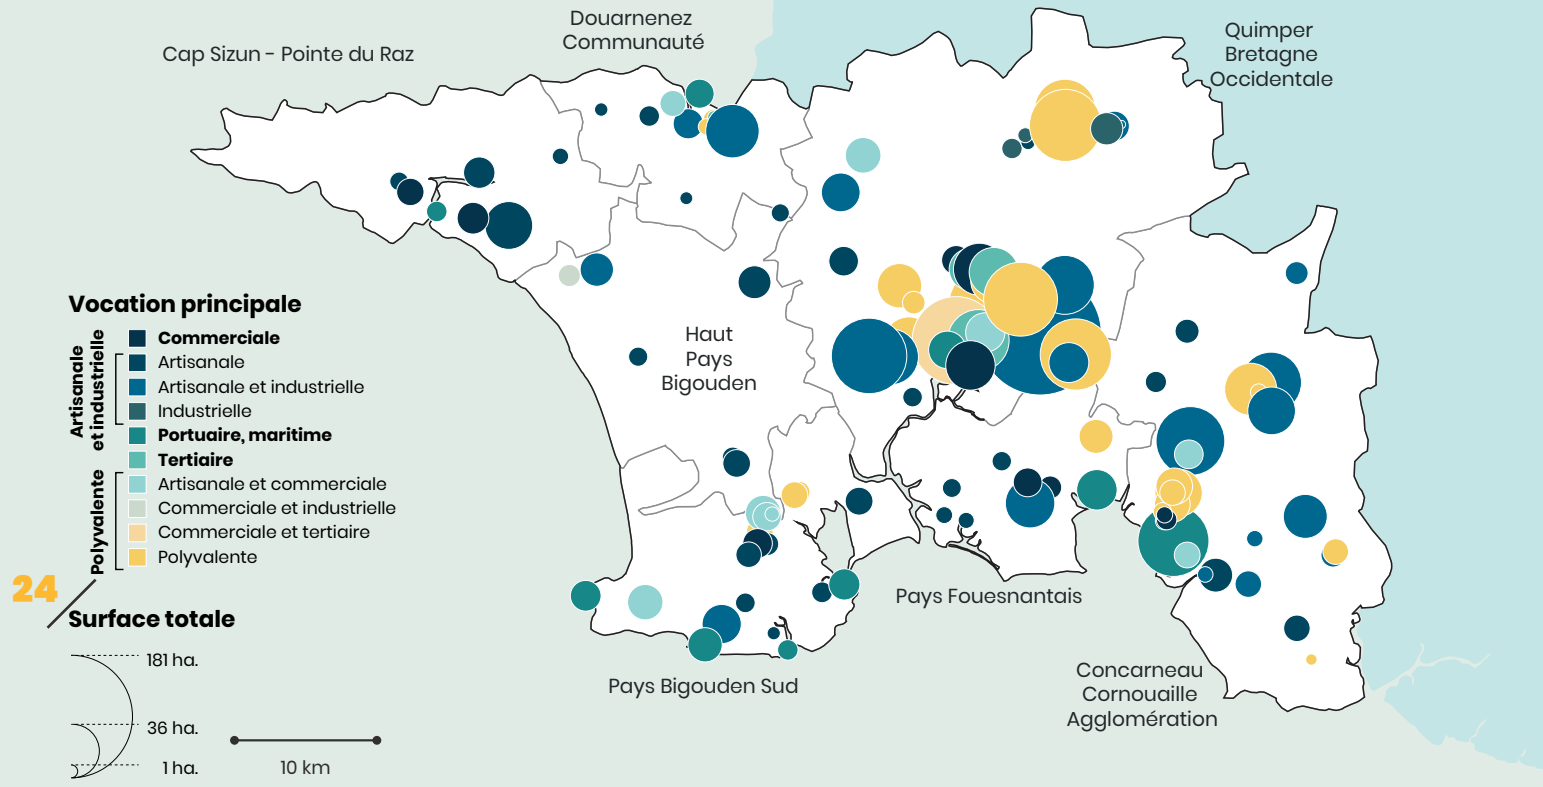 Douarnenez
Communauté
Cap Sizun - Pointe du Raz
Quimper
Bretagne
Occidentale
Haut
Pays
Bigouden
Vocation principale
Artisanale
et industrielle
Commerciale
Artisanale
Artisanale et industrielle
Industrielle
Portuaire, maritime
Tertiaire
Polyvalente
Artisanale et commerciale
Commerciale et industrielle
Commerciale et tertiaire
Polyvalente
24
Surface totale
181 ha.
36 ha.
1 ha.
10 km
Pays Fouesnantais
Pays Bigouden Sud
Concarneau
Cornouaille
Agglomération